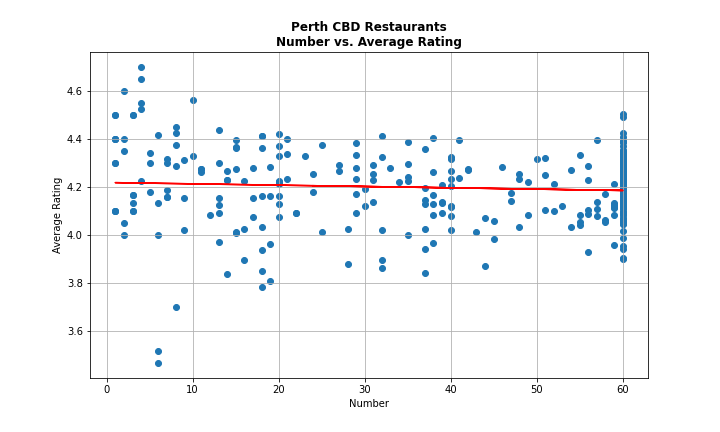 Perth CBD Restaurants
Number vs. Average Rating
4.6
4.4
4.2
4.0
3.8
3.6
Average Rating
0 10 20 30 40 50 60
Number